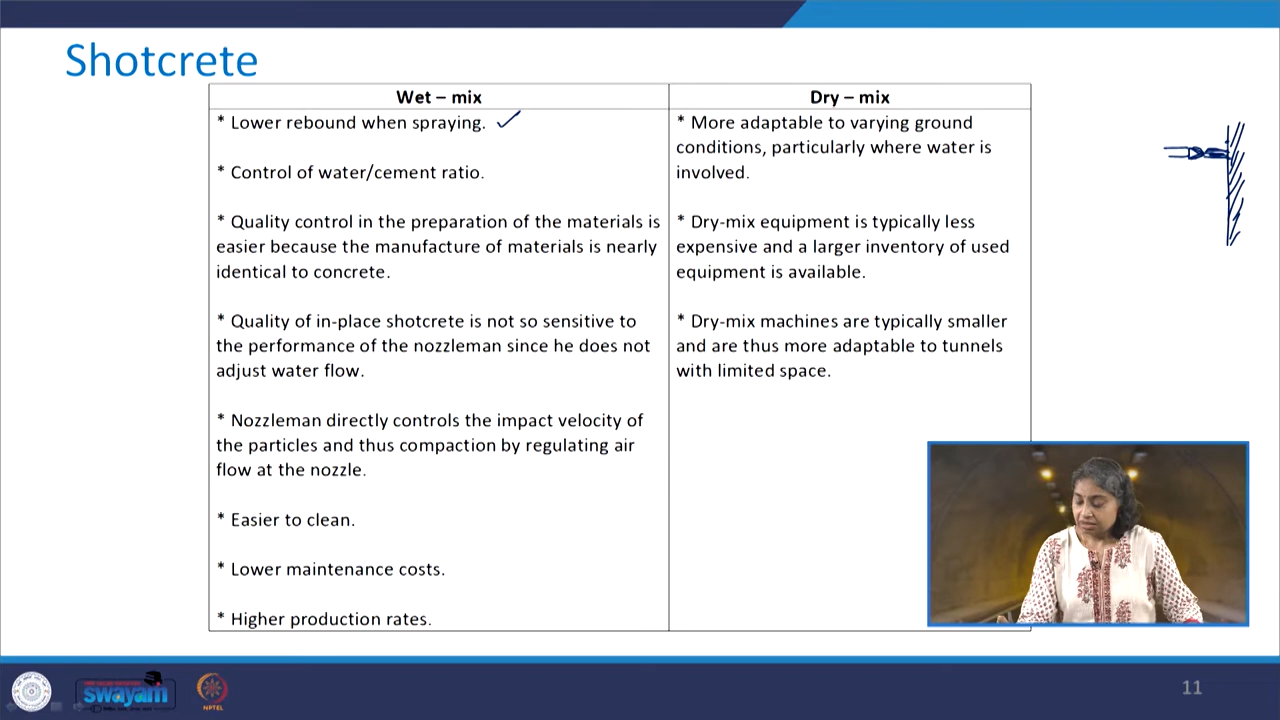 Shotcrete
Wet – mix
* Lower rebound when spraying.
* Control of water/cement ratio.
* Quality control in the preparation of the materials is
easier because the manufacture of materials is nearly
identical to concrete.
* Quality of in-place shotcrete is not so sensitive to
the performance of the nozzleman since he does not
adjust water flow.
* Nozzleman directly controls the impact velocity of
the particles and thus compaction by regulating air
flow at the nozzle.
* Easier to clean.
* Lower maintenance costs.
* Higher production rates.
Dry – mix
* More adaptable to varying ground
conditions, particularly where water is
involved.
* Dry-mix equipment is typically less
expensive and a larger inventory of used
equipment is available.
* Dry-mix machines are typically smaller
and are thus more adaptable to tunnels
with limited space.
swayam
NPTEL
11